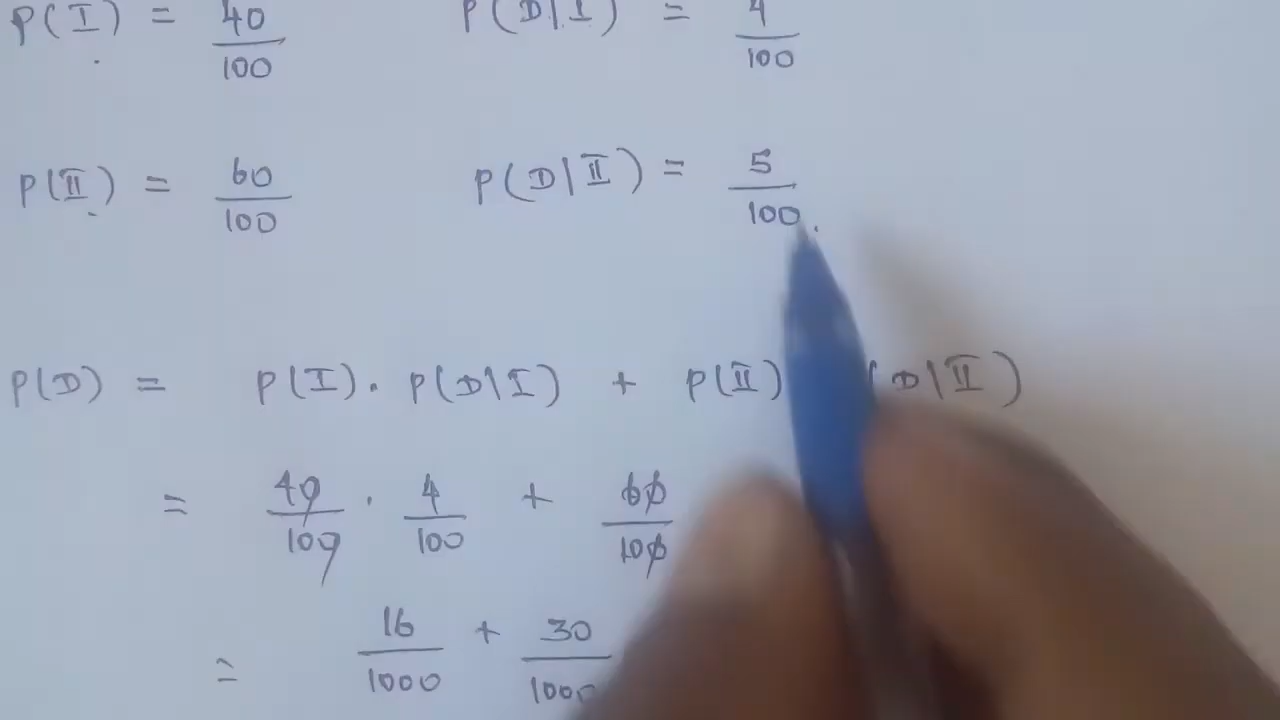 P(I) = 40/100 P(D|I) = 4/100
P(II) = 60/100 P(D|II) = 5/100
P(D) = P(I). P(D|I) + P(II) (D|II)
= 40/100 . 4/100 + 60/100
= 16/1000 + 30/1000